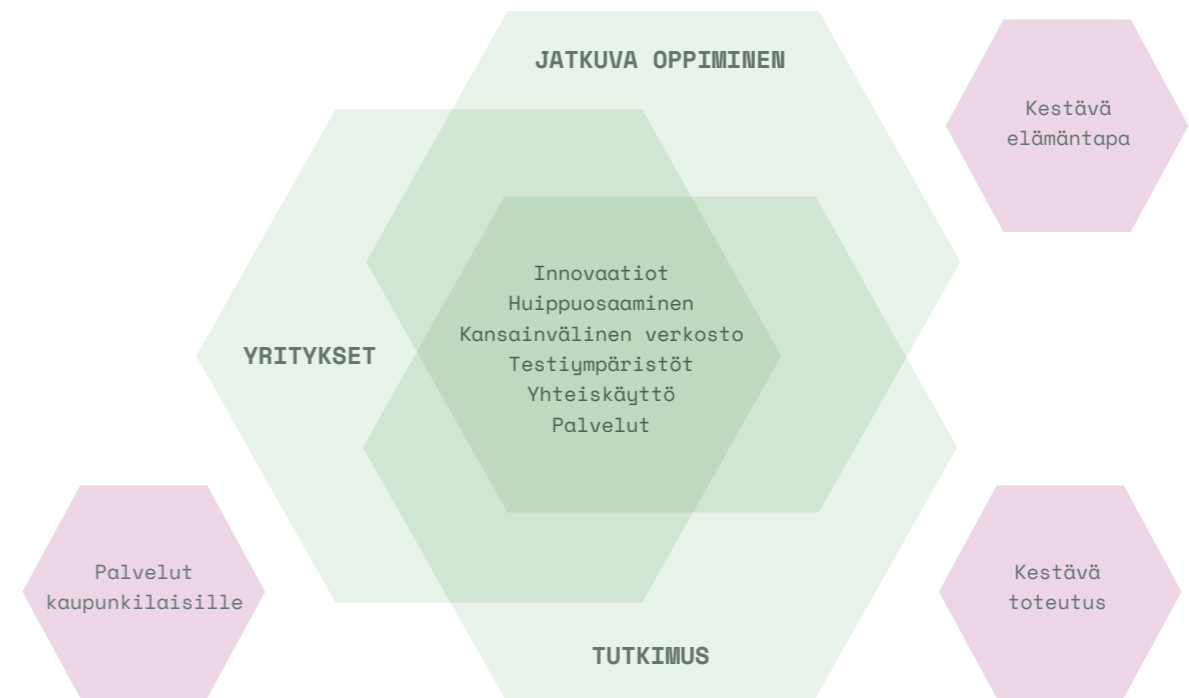 JATKUVA OPPIMINEN
Kestävä
elämäntapa
Innovaatiot
Huippuosaaminen
Kansainvälinen verkosto
Testiympäristöt
Yhteiskäyttö
Palvelut
YRITYKSET
Palvelut
kaupunkilaisille
Kestävä
toteutus
TUTKIMUS